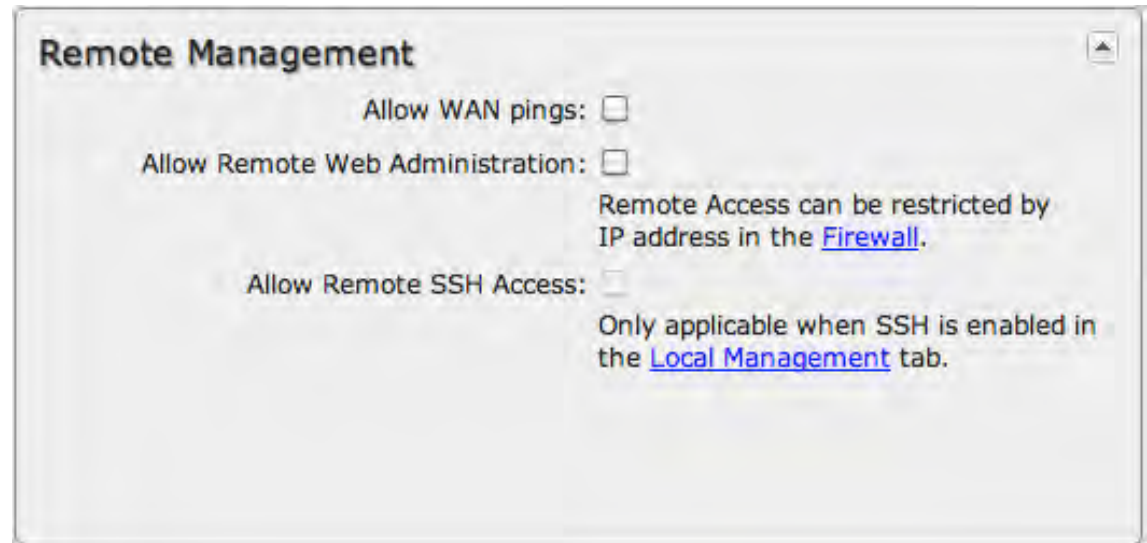 Remote Management
Allow WAN pings:
Allow Remote Web Administration:
Remote Access can be restricted by
IP address in the Firewall.
Allow Remote SSH Access:
Only applicable when SSH is enabled in
the Local Management tab.